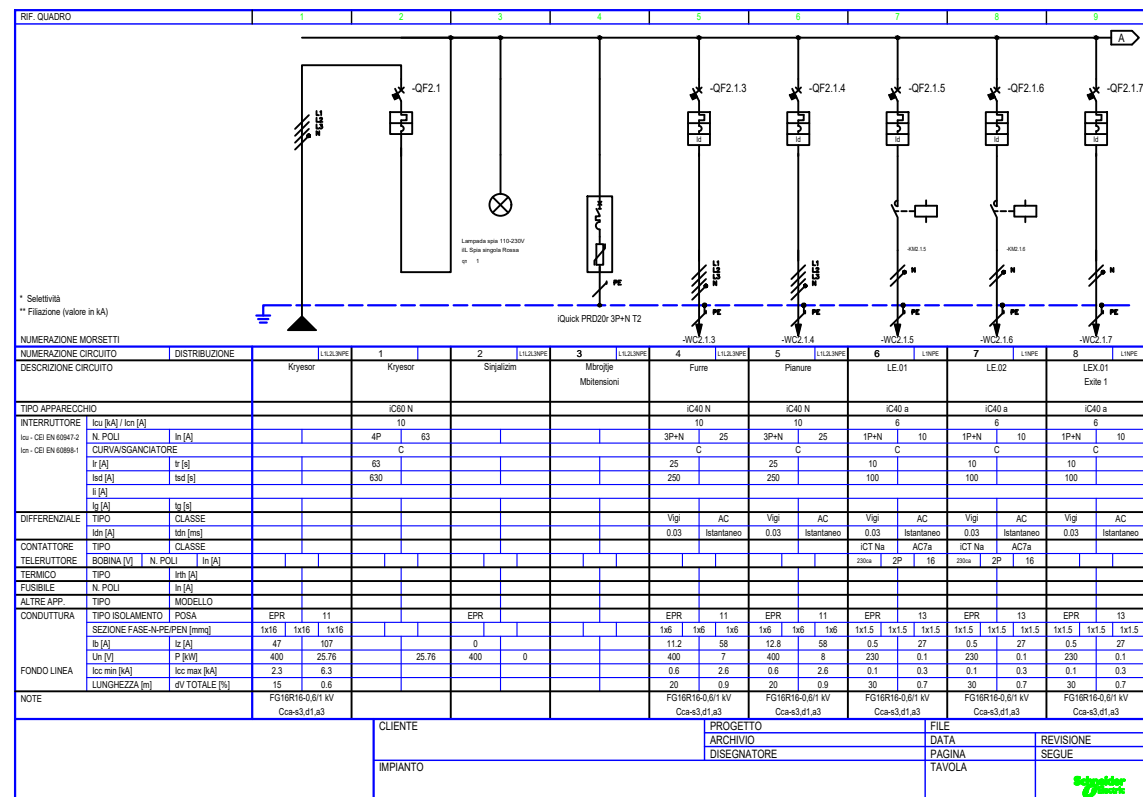 RIF. QUADRO 1 2 3 4 5 6 7 8 9
A
-QF2.1 -QF2.1.3 -QF2.1.4 -QF2.1.5 -QF2.1.6 -QF2.1.7
Id Id Id Id Id
Lampada spia 110-230V
iIL Spia singola Rossa
1
-KM2.1.5 -KM2.1.6
N N N
PE PE PE PE PE PE
* Selettività
** Filiazione (valore in kA)
iQuick PRD20r 3P+N T2
NUMERAZIONE MORSETTI -WC2.1.3 -WC2.1.4 -WC2.1.5 -WC2.1.6 -WC2.1.7
NUMERAZIONE CIRCUITO DISTRIBUZIONE L1L2L3NPE 1 2 L1L2L3NPE 3 L1L2L3NPE 4 L1L2L3NPE 5 L1L2L3NPE 6 L1NPE 7 L1NPE 8 L1NPE
DESCRIZIONE CIRCUITO Kryesor Kryesor Sinjalizim Mbrojtje Furre Pianure LE.01 LE.02 LEX.01
Mbitensioni Exite 1
TIPO APPARECCHIO iC60 N iC40 N iC40 N iC40 a iC40 a iC40 a
INTERRUTTORE Icu [kA] / Icn [A] 10 10 10 6 6 6
Icu - CEI EN 60947-2 N. POLI In [A] 4P 63 3P+N 25 3P+N 25 1P+N 10 1P+N 10 1P+N 10
Icn - CEI EN 60898-1 CURVA/SGANCIATORE C C C C C C
Ir [A] tr [s] 63 25 25 10 10 10
Isd [A] tsd [s] 630 250 250 100 100 100
Ii [A]
Ig [A] tg [s]
DIFFERENZIALE TIPO CLASSE Vigi AC Vigi AC Vigi AC Vigi AC Vigi AC
Idn [A] tdn [ms] 0.03 Istantaneo 0.03 Istantaneo 0.03 Istantaneo 0.03 Istantaneo 0.03 Istantaneo
CONTATTORE TIPO CLASSE iCT Na AC7a iCT Na AC7a
TELERUTTORE BOBINA [V] N. POLI In [A] 230ca 2P 16 230ca 2P 16
TERMICO TIPO Irth [A]
FUSIBILE N. POLI In [A]
ALTRE APP. TIPO MODELLO
CONDUTTURA TIPO ISOLAMENTO POSA EPR 11 EPR EPR 11 EPR 11 EPR 13 EPR 13 EPR 13
SEZIONE FASE-N-PE/PEN [mmq] 1x16 1x16 1x16 1x6 1x6 1x6 1x6 1x6 1x6 1x1.5 1x1.5 1x1.5 1x1.5 1x1.5 1x1.5 1x1.5 1x1.5 1x1.5
Ib [A] Iz [A] 47 107 0 11.2 58 12.8 58 0.5 27 0.5 27 0.5 27
Un [V] P [kW] 400 25.76 25.76 400 0 400 7 400 8 230 0.1 230 0.1 230 0.1
FONDO LINEA Icc min [kA] Icc max [kA] 2.3 6.3 0.6 2.6 0.6 2.6 0.1 0.3 0.1 0.3 0.1 0.3
LUNGHEZZA [m] dV TOTALE [%] 15 0.6 20 0.9 20 0.9 30 0.7 30 0.7 30 0.7
NOTE FG16R16-0,6/1 kV FG16R16-0,6/1 kV FG16R16-0,6/1 kV FG16R16-0,6/1 kV FG16R16-0,6/1 kV FG16R16-0,6/1 kV
Cca-s3,d1,a3 Cca-s3,d1,a3 Cca-s3,d1,a3 Cca-s3,d1,a3 Cca-s3,d1,a3 Cca-s3,d1,a3
CLIENTE PROGETTO FILE
ARCHIVIO DATA REVISIONE
DISEGNATORE PAGINA SEGUE
IMPIANTO TAVOLA
Schneider
Electric